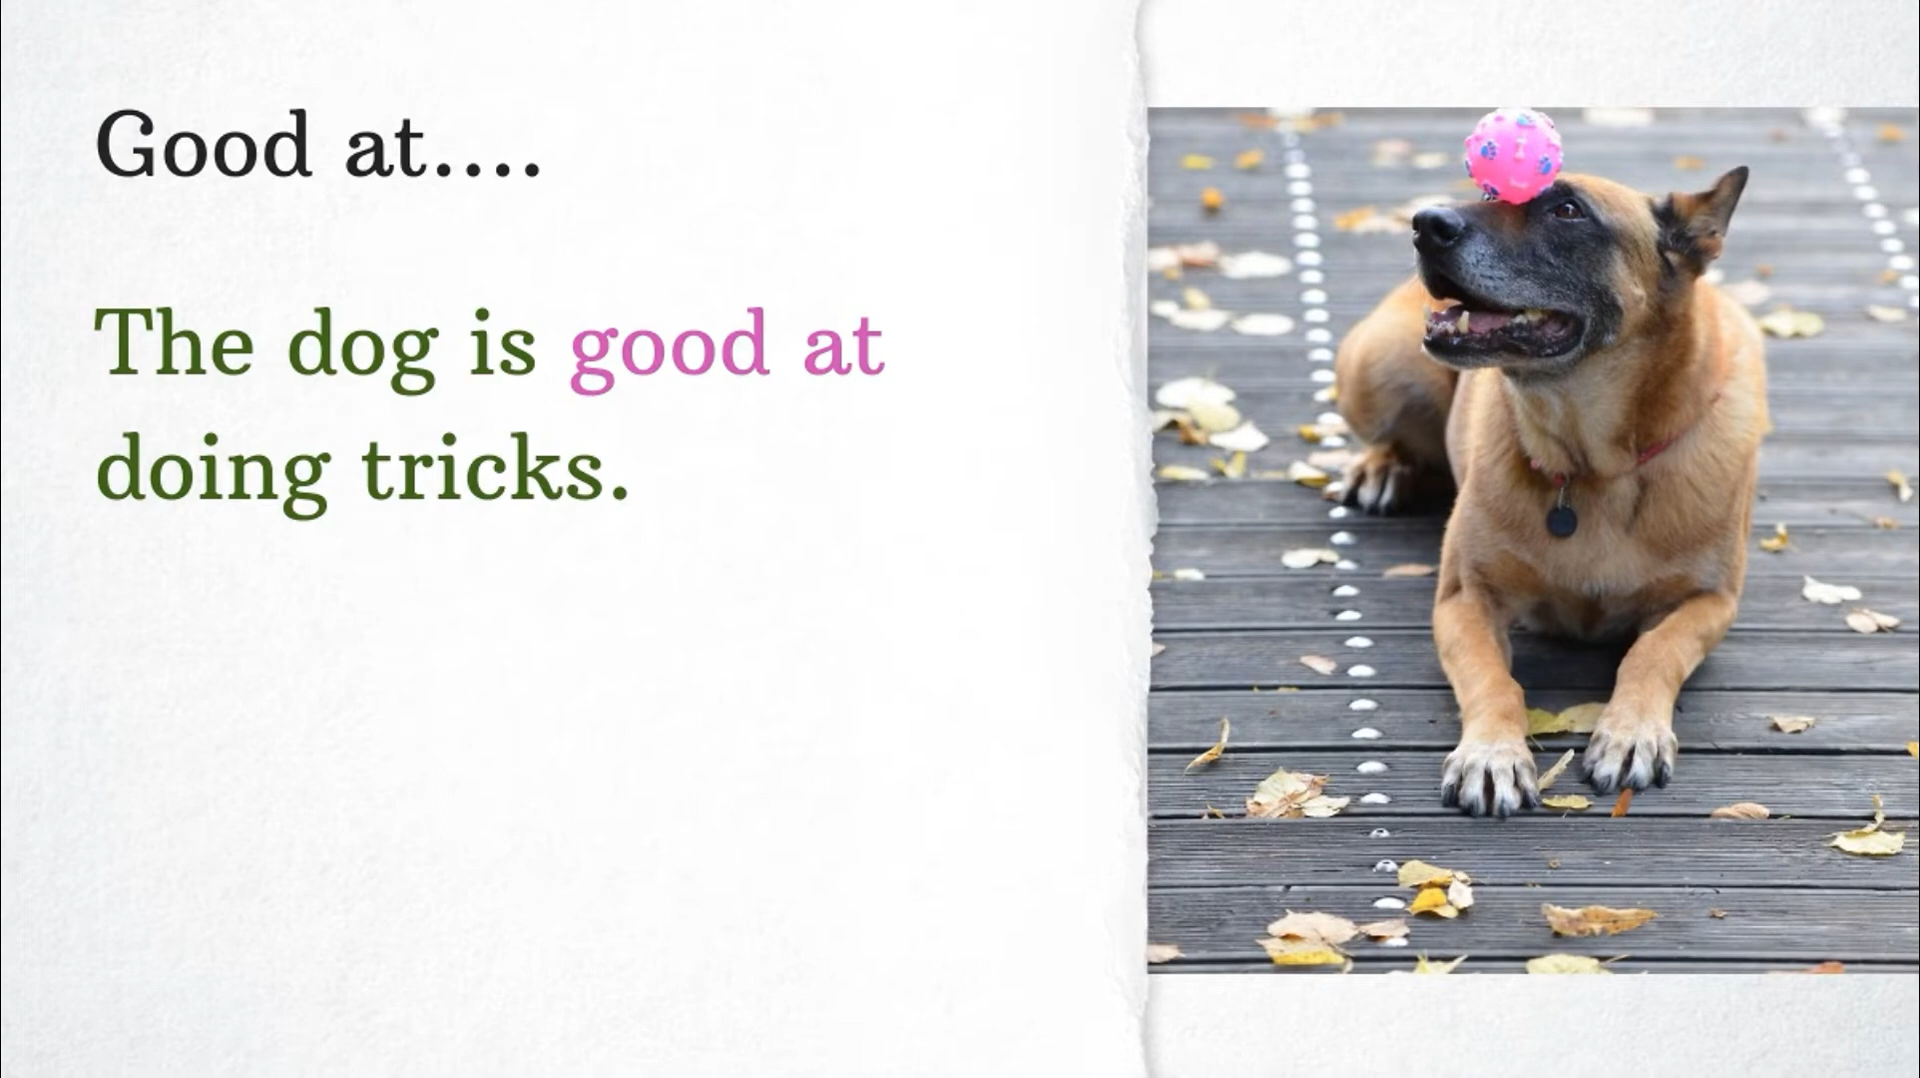 Good at....
The dog is good at
doing tricks.